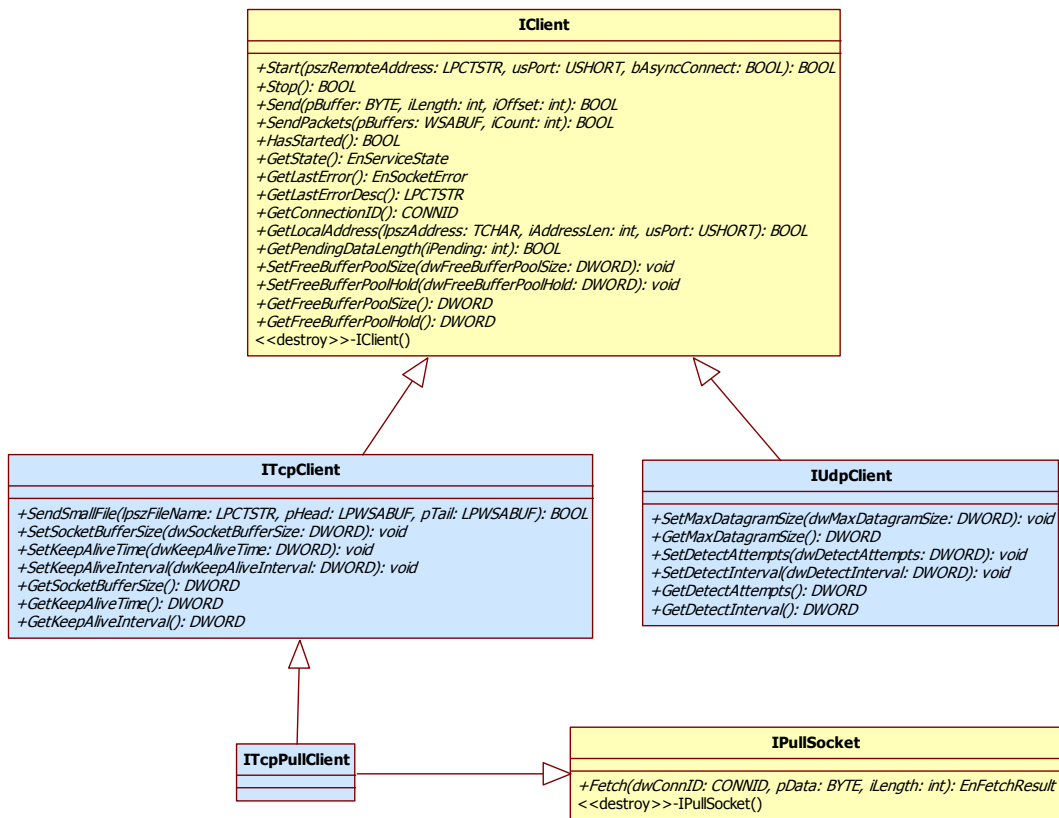 IClient
+Start(pszRemoteAddress: LPCTSTR, usPort: USHORT, bAsyncConnect: BOOL): BOOL
+Stop(): BOOL
+Send(pBuffer: BYTE, iLength: int, iOffset: int): BOOL
+SendPackets(pBuffers: WSABUF, iCount: int): BOOL
+HasStarted(): BOOL
+GetState(): EnServiceState
+GetLastError(): EnSocketError
+GetLastErrorDesc(): LPCTSTR
+GetConnectionID(): CONNID
+GetLocalAddress(lpszAddress: TCHAR, iAddressLen: int, usPort: USHORT): BOOL
+GetPendingDataLength(iPending: int): BOOL
+SetFreeBufferPoolSize(dwFreeBufferPoolSize: DWORD): void
+SetFreeBufferPoolHold(dwFreeBufferPoolHold: DWORD): void
+GetFreeBufferPoolSize(): DWORD
+GetFreeBufferPoolHold(): DWORD
<<destroy>>-IClient()
ITcpClient
+SendSmallFile(lpszFileName: LPCTSTR, pHead: LPWSABUF, pTail: LPWSABUF): BOOL
+SetSocketBufferSize(dwSocketBufferSize: DWORD): void
+SetKeepAliveTime(dwKeepAliveTime: DWORD): void
+SetKeepAliveInterval(dwKeepAliveInterval: DWORD): void
+GetSocketBufferSize(): DWORD
+GetKeepAliveTime(): DWORD
+GetKeepAliveInterval(): DWORD
IUdpClient
+SetMaxDatagramSize(dwMaxDatagramSize: DWORD): void
+GetMaxDatagramSize(): DWORD
+SetDetectAttempts(dwDetectAttempts: DWORD): void
+SetDetectInterval(dwDetectInterval: DWORD): void
+GetDetectAttempts(): DWORD
+GetDetectInterval(): DWORD
ITcpPullClient
IPullSocket
+Fetch(dwConnID: CONNID, pData: BYTE, iLength: int): EnFetchResult
<<destroy>>-IPullSocket()